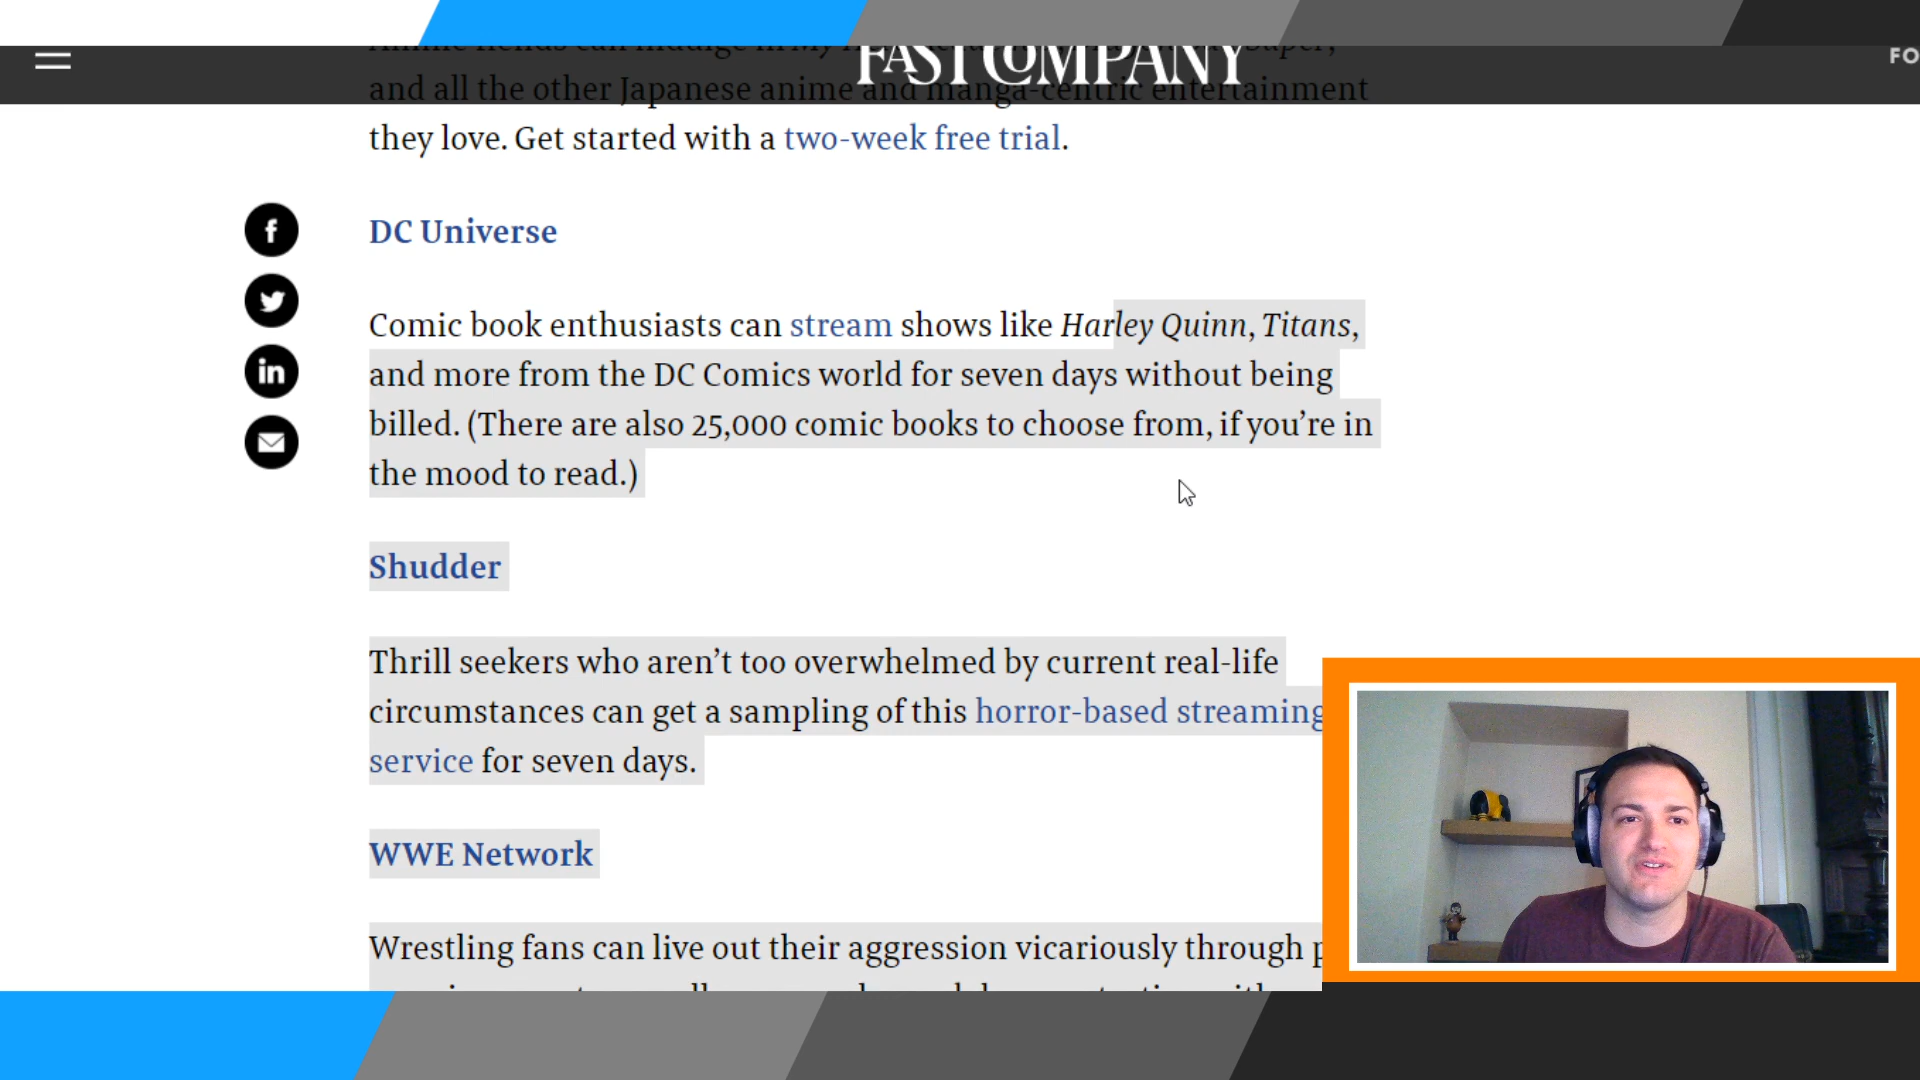 FAST COMPANY
FO
and all the other Japanese anime and manga-centric entertainment
they love. Get started with a two-week free trial.
DC Universe
Comic book enthusiasts can stream shows like Harley Quinn, Titans,
and more from the DC Comics world for seven days without being
billed. (There are also 25,000 comic books to choose from, if you’re in
the mood to read.)
Shudder
Thrill seekers who aren’t too overwhelmed by current real-life
circumstances can get a sampling of this horror-based streaming
service for seven days.
WWE Network
Wrestling fans can live out their aggression vicariously through p